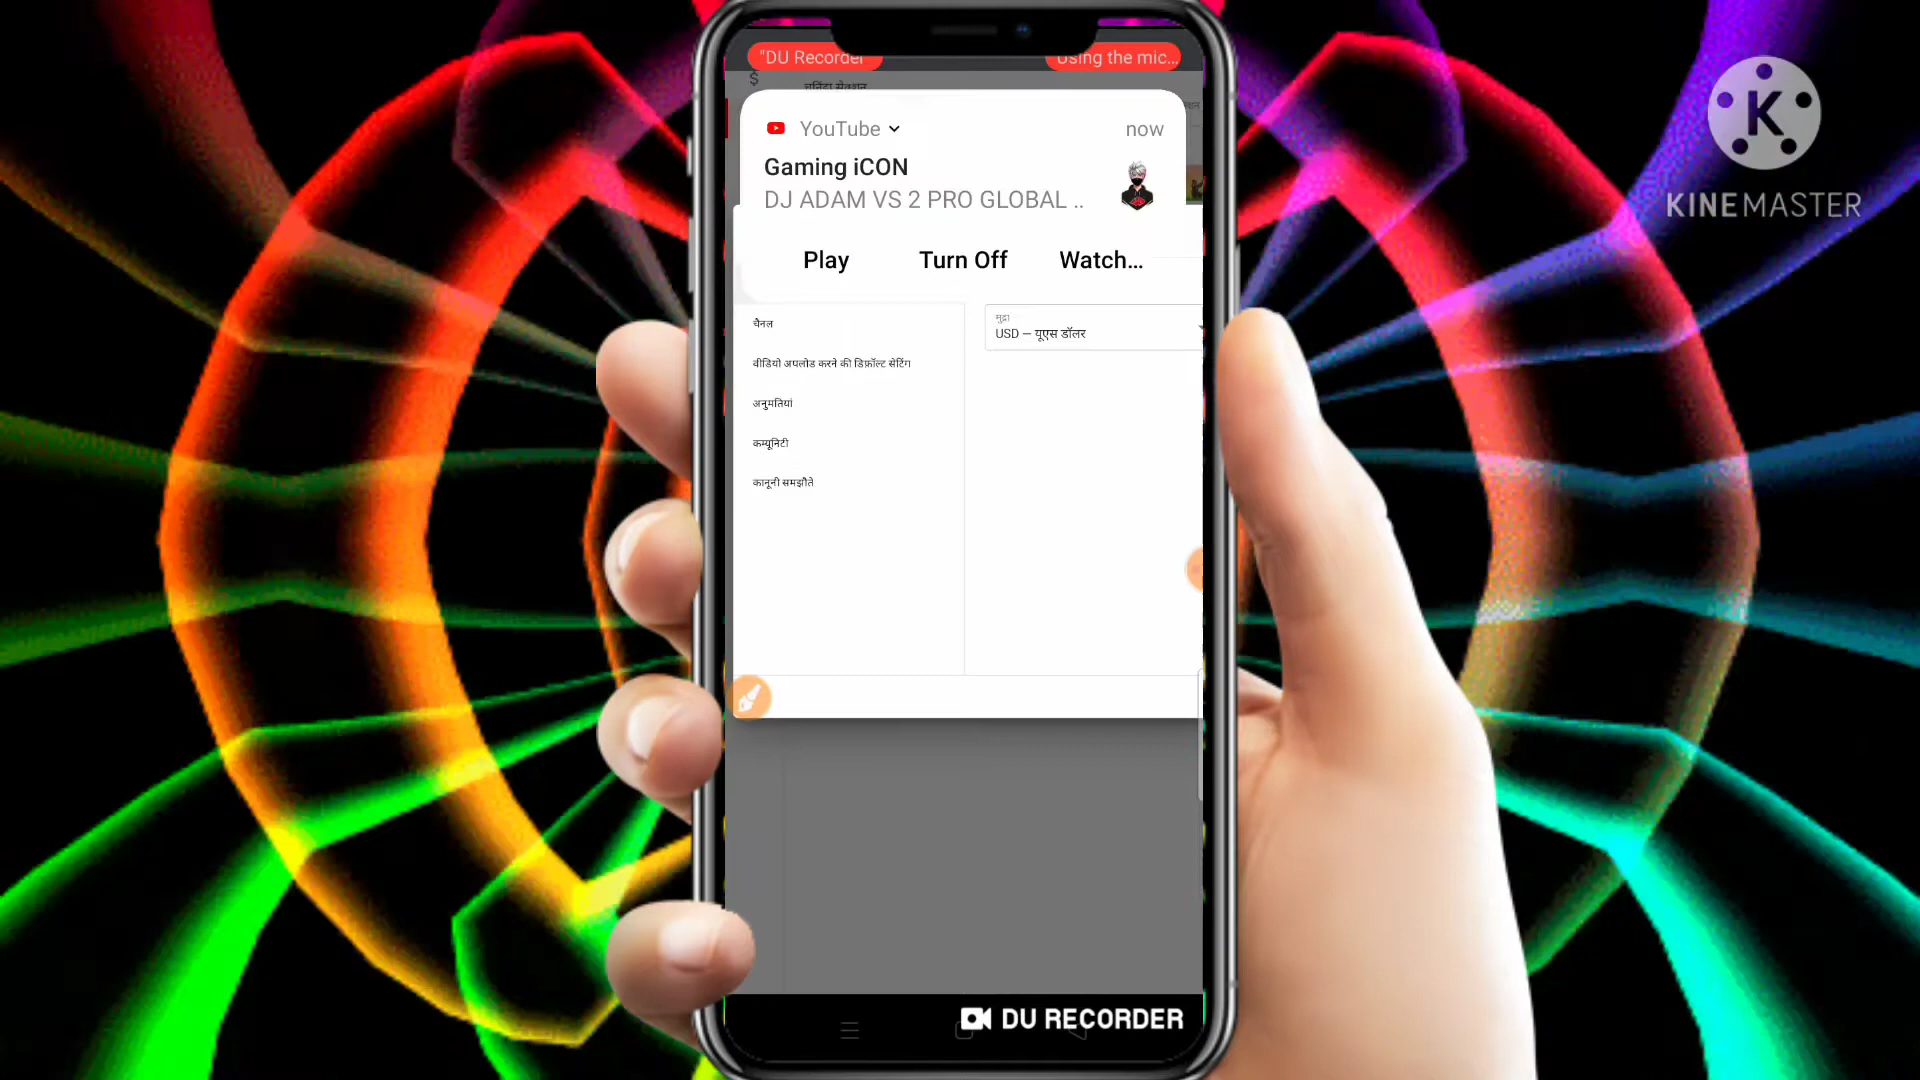 "DU Recorder
Using the mic...
$
YouTube
now
Gaming iCON
DJ ADAM VS 2 PRO GLOBAL ..
Play
Turn Off
Watch...
चैनल
वीडियो अपलोड करने की डिफ़ॉल्ट सेटिंग
अनुमतियां
कम्यूनिटी
कानूनी समझौते
मुद्रा
USD – यूएस डॉलर
DU RECORDER
K
KINEMASTER